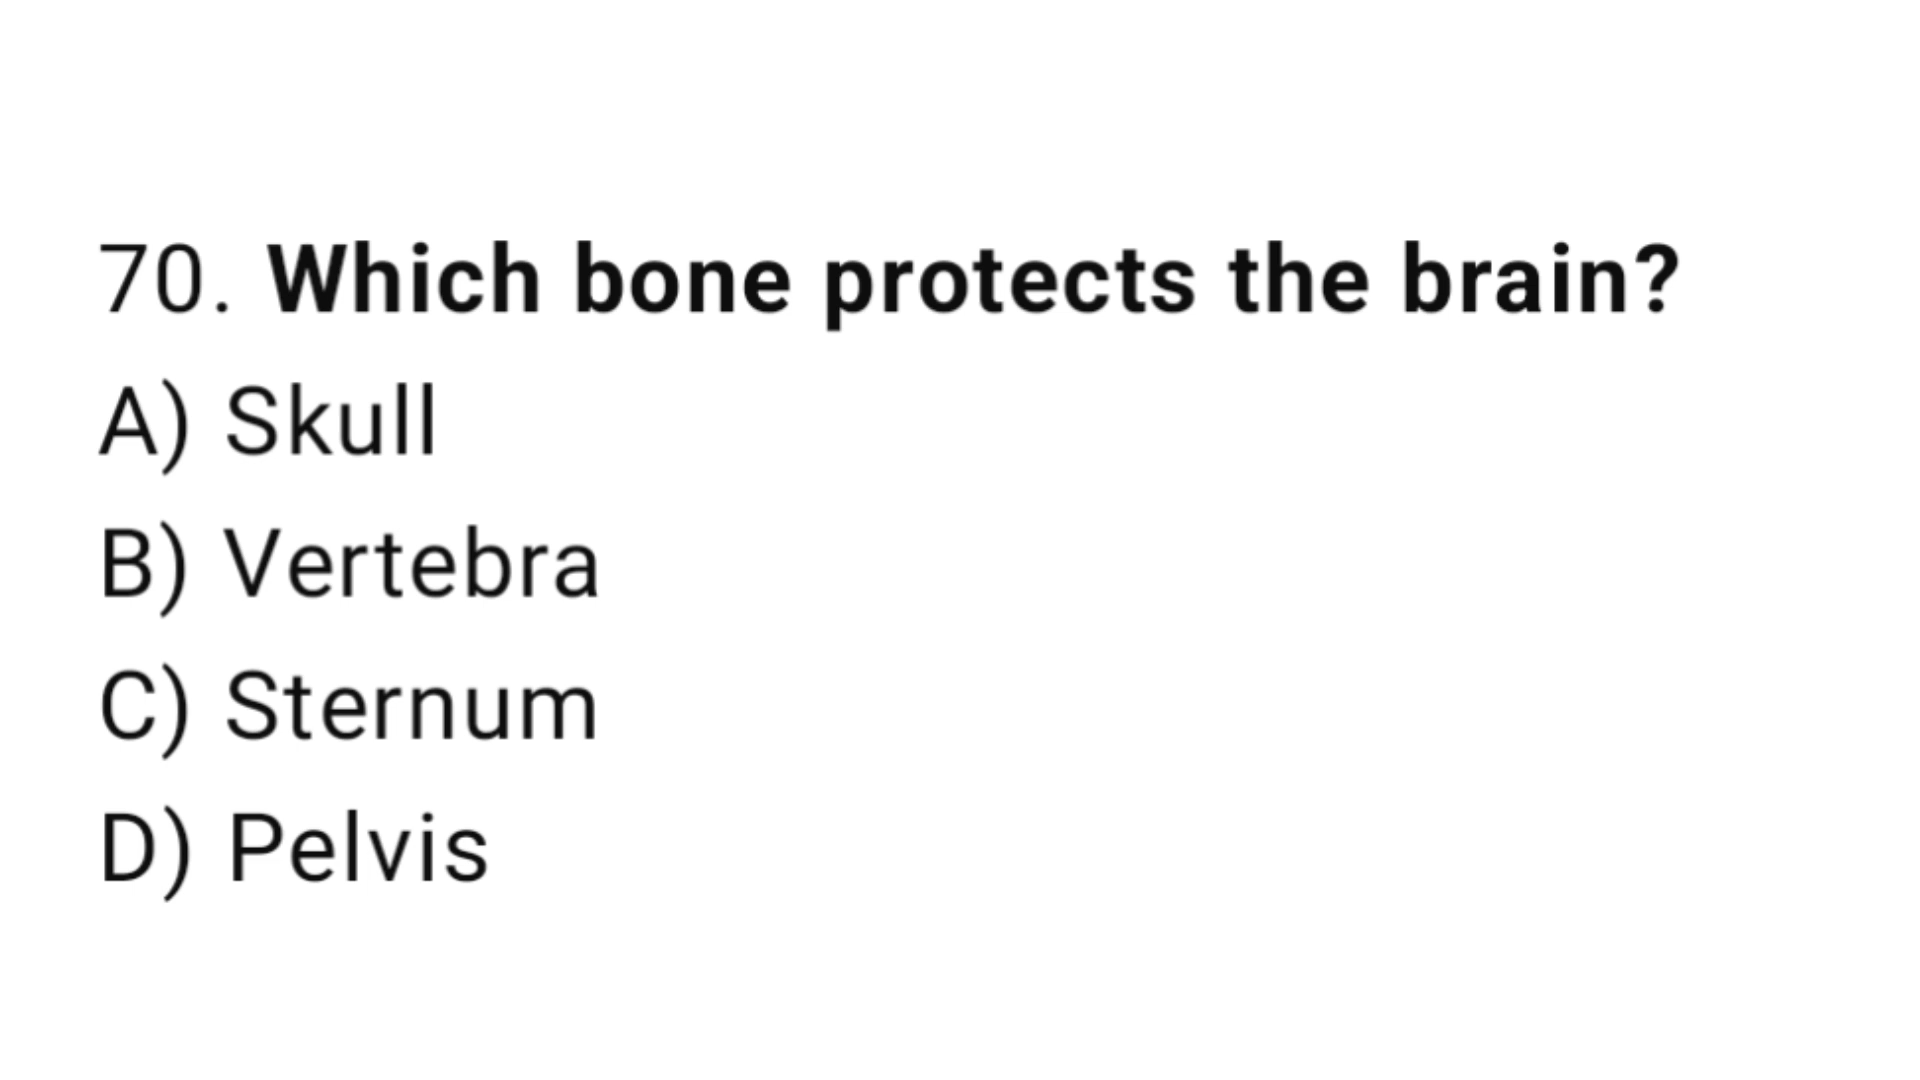 70. Which bone protects the brain?
A) Skull
B) Vertebra
C) Sternum
D) Pelvis